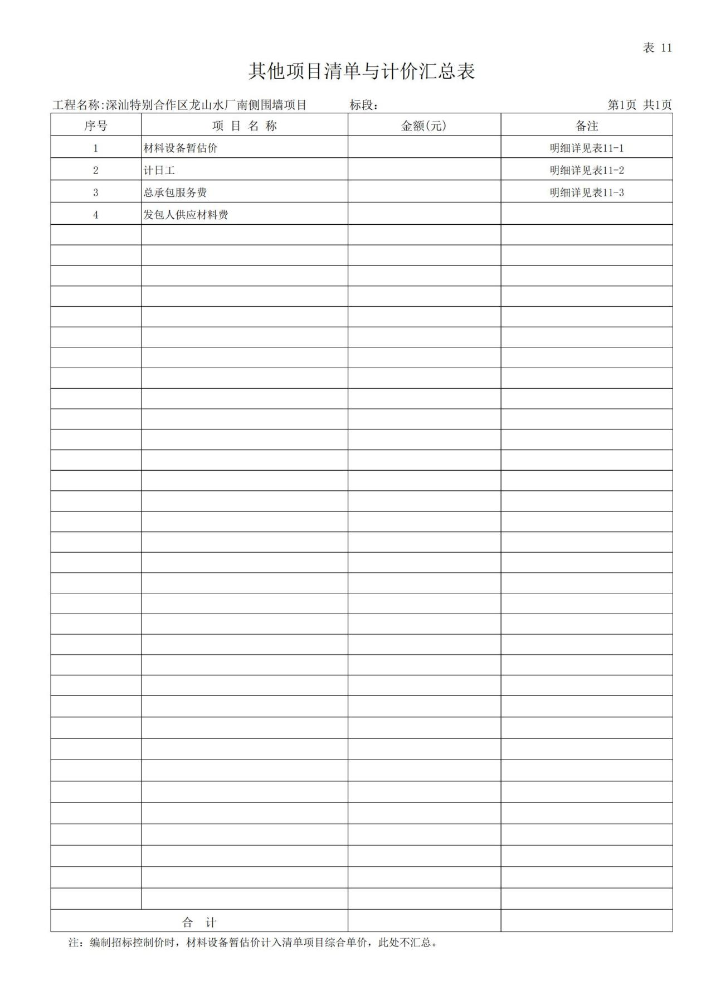 表 11
其他项目清单与计价汇总表
工程名称:深汕特别合作区龙山水厂南侧围墙项目 标段: 第1页 共1页
序号 项 目 名 称 金额(元) 备注
1 材料设备暂估价 明细详见表11-1
2 计日工 明细详见表11-2
3 总承包服务费 明细详见表11-3
4 发包人供应材料费
合 计
注：编制招标控制价时，材料设备暂估价计入清单项目综合单价，此处不汇总。